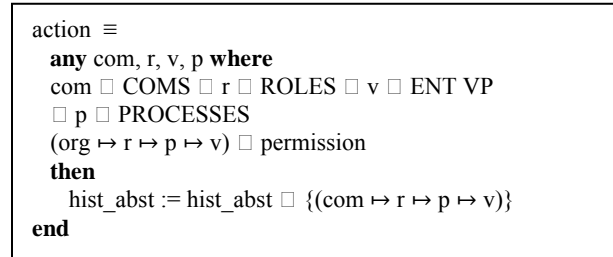 action ≡
any com, r, v, p where
com □ COMS □ r □ ROLES □ v □ ENT VP
□ p □ PROCESSES
(org ↦ r ↦ p ↦ v) □ permission
then
hist_abst := hist_abst □ {(com ↦ r ↦ p ↦ v)}
end